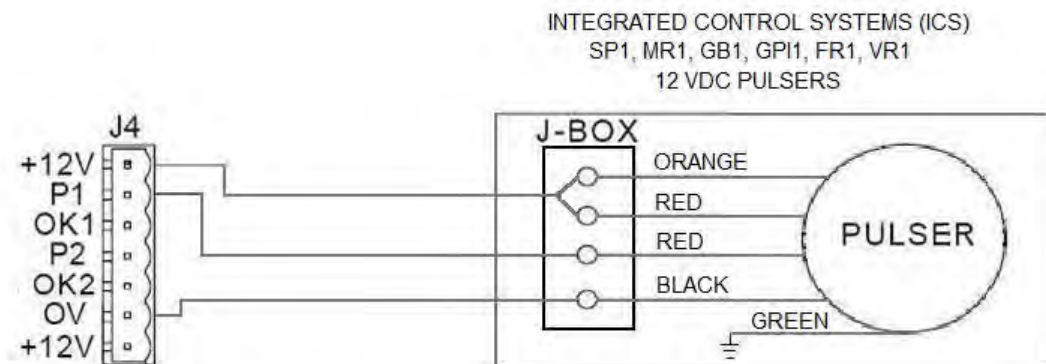 INTEGRATED CONTROL SYSTEMS (ICS)
SP1, MR1, GB1, GPI1, FR1, VR1
12 VDC PULSERS
J4
J-BOX
+12V
P1
OK1
P2
OK2
OV
+12V
ORANGE
RED
RED
BLACK
GREEN
PULSER